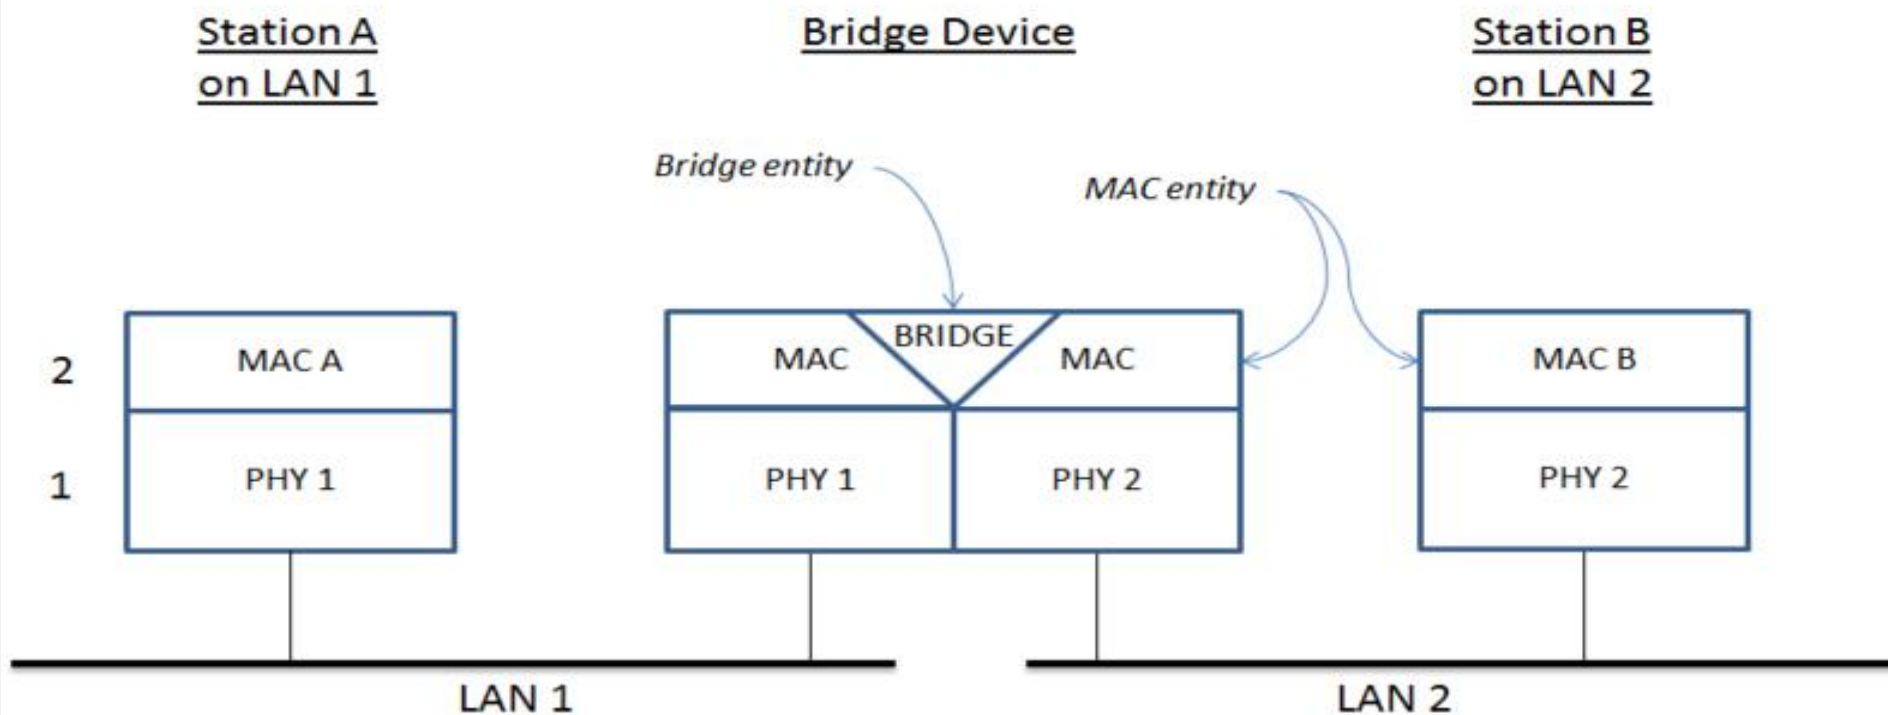 Station A
on LAN 1
Bridge Device
Station B
on LAN 2
Bridge entity
MAC entity
2
MAC A
MAC
BRIDGE
MAC
MAC B
1
PHY 1
PHY 1
PHY 2
PHY 2
LAN 1
LAN 2